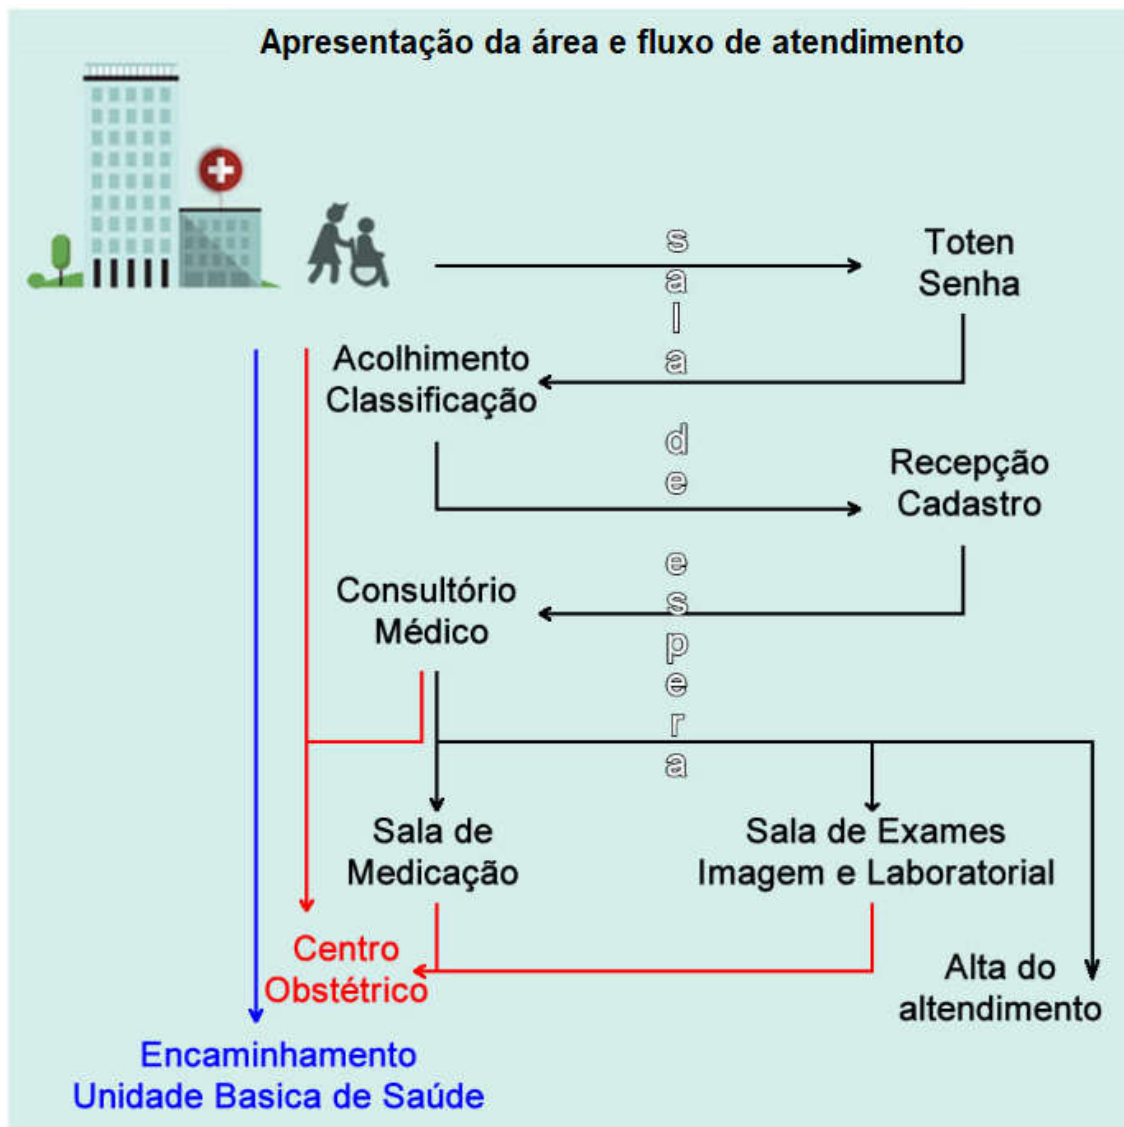 Apresentação da área e fluxo de atendimento
sala de espera
Toten
Senha
Acolhimento
Classificação
Recepção
Cadastro
Consultório
Médico
Sala de
Medicação
Sala de Exames
Imagem e Laboratorial
Centro
Obstétrico
Alta do
altendimento
Encaminhamento
Unidade Basica de Saúde